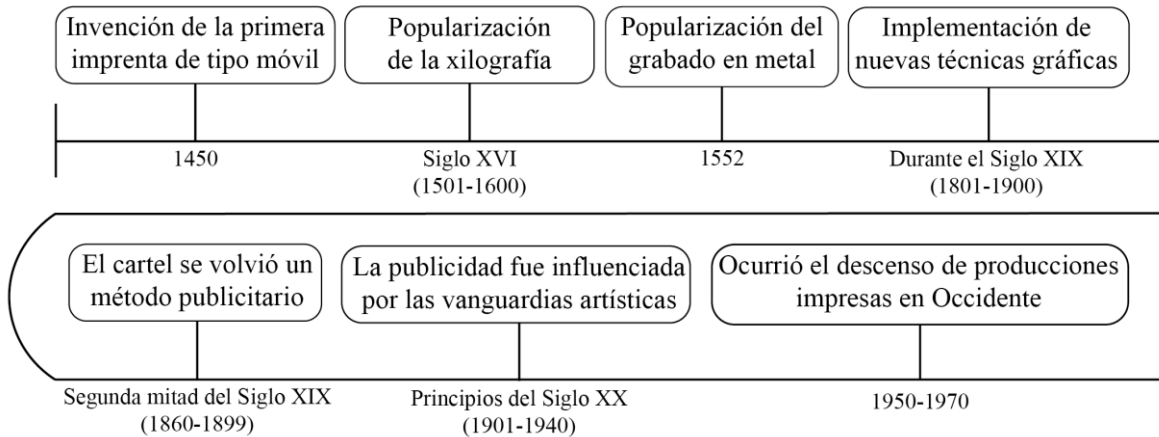 Invención de la primera
imprenta de tipo móvil
Popularización
de la xilografía
Popularización del
grabado en metal
Implementación de
nuevas técnicas gráficas
1450
Siglo XVI
(1501-1600)
1552
Durante el Siglo XIX
(1801-1900)
El cartel se volvió un
método publicitario
La publicidad fue influenciada
por las vanguardias artísticas
Ocurrió el descenso de producciones
impresas en Occidente
Segunda mitad del Siglo XIX
(1860-1899)
Principios del Siglo XX
(1901-1940)
1950-1970